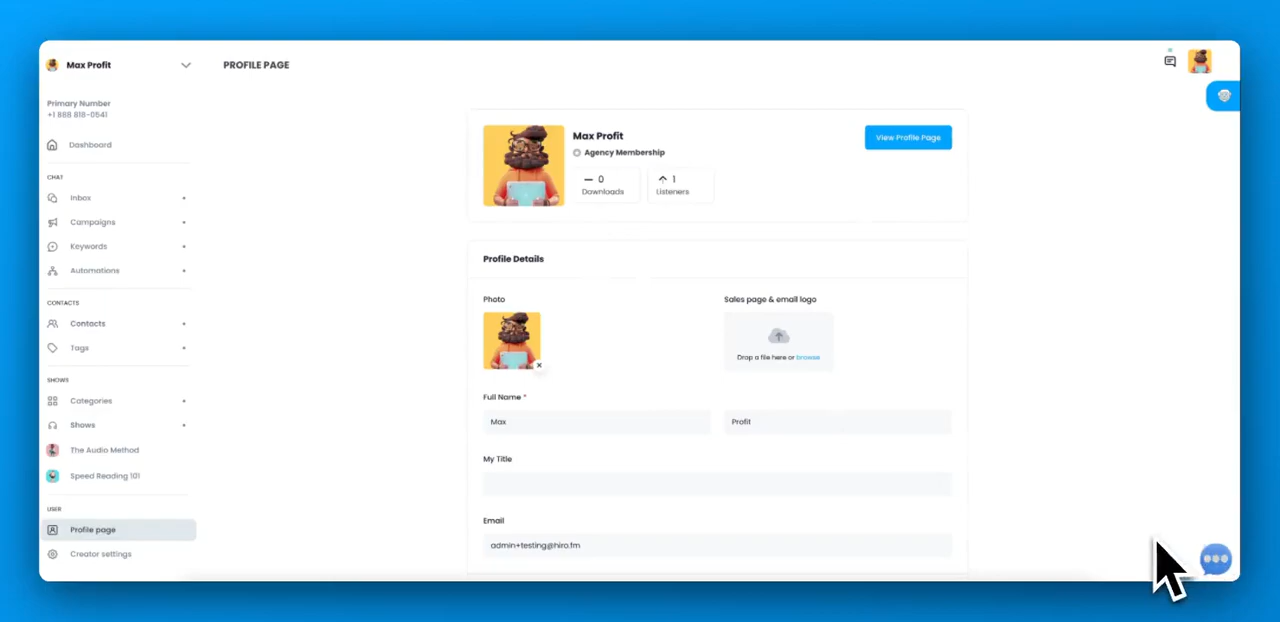 Max Profit
PROFILE PAGE
Primary Number
+1 888 818-0541
Dashboard
CHAT
Inbox
Campaigns
Keywords
Automations
CONTACTS
Contacts
Tags
SHOWS
Categories
Shows
The Audio Method
Speed Reading 101
USER
Profile page
Creator settings
Max Profit
Agency Membership
0
Downloads
1
Listeners
View Profile Page
Profile Details
Photo
Sales page & email logo
Drop a file here or browse
Full Name *
Max
Profit
My Title
Email
admin+testing@hiro.fm